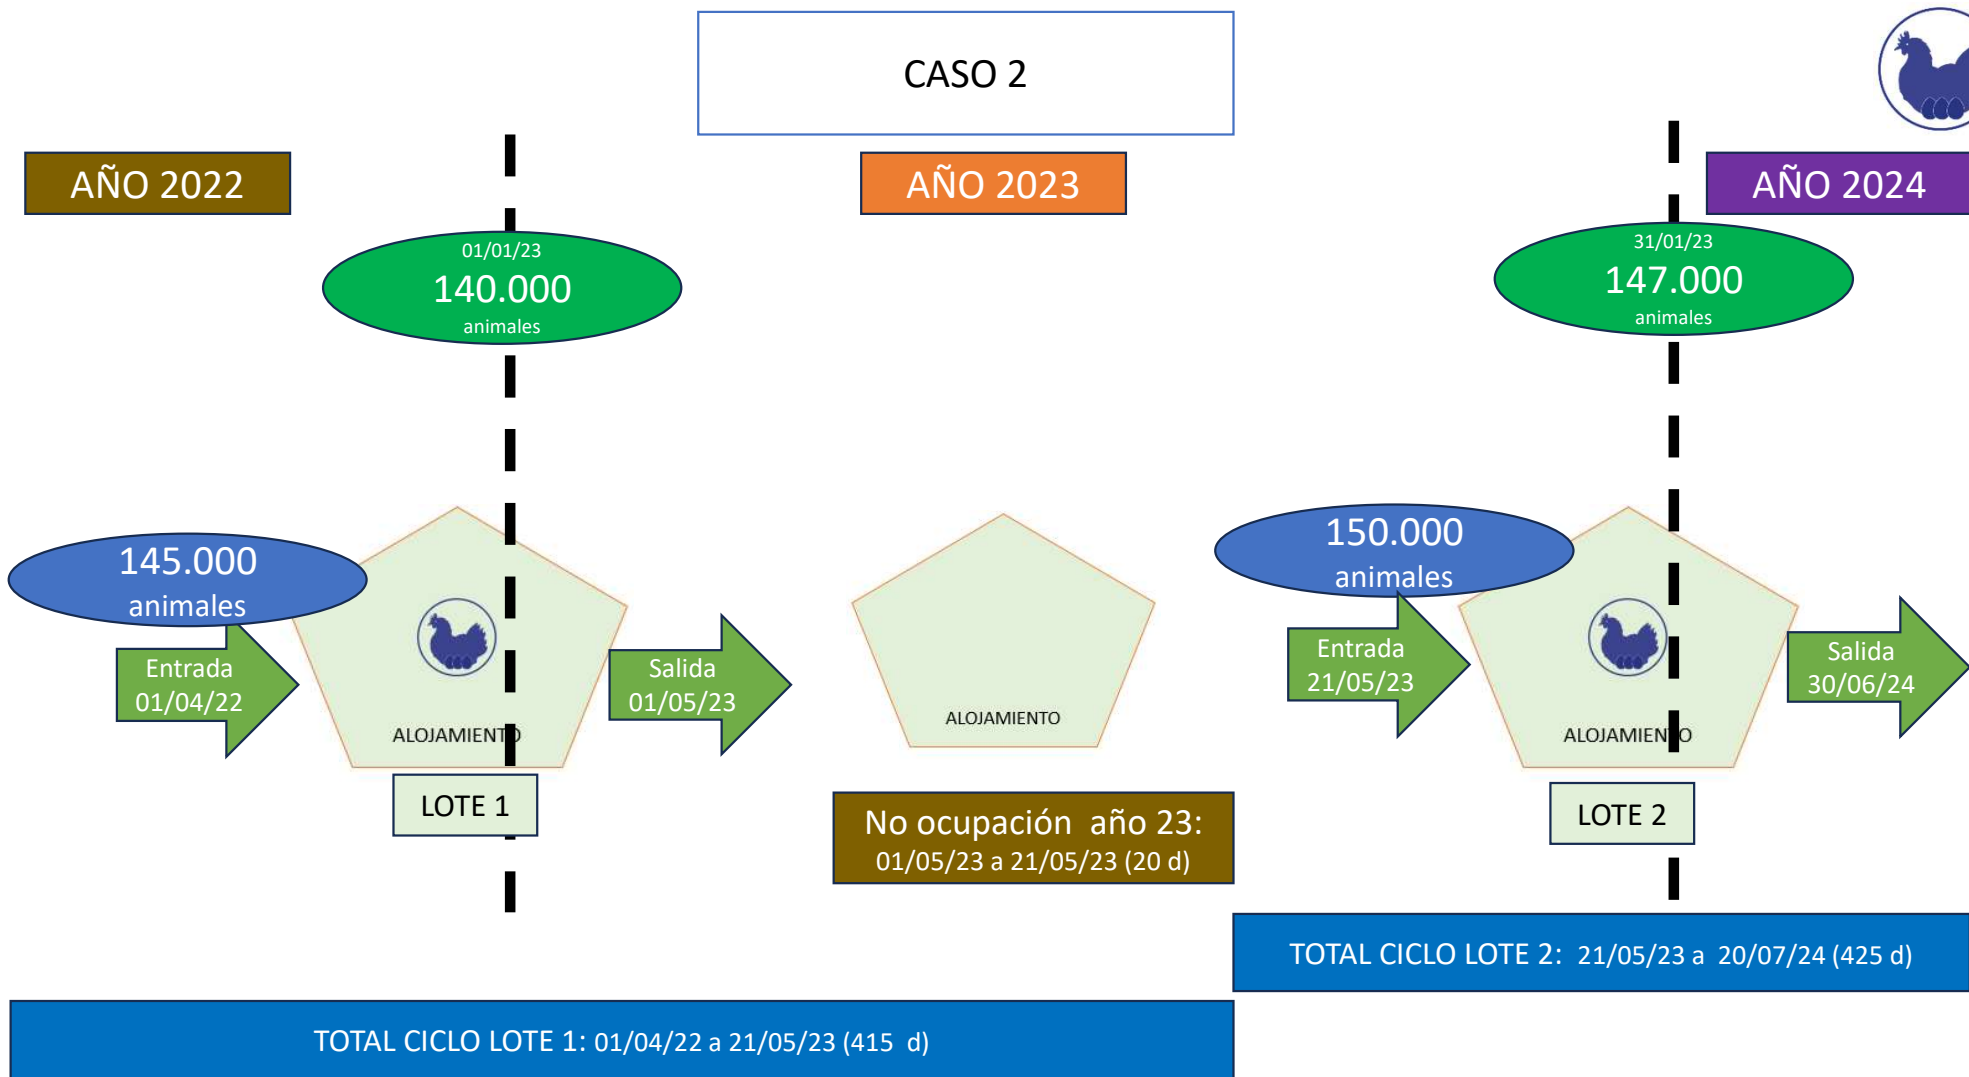 CASO 2
AÑO 2022
AÑO 2023
AÑO 2024
01/01/23
140.000
animales
31/01/23
147.000
animales
145.000
animales
Entrada
01/04/22
ALOJAMIENTO
LOTE 1
Salida
01/05/23
ALOJAMIENTO
No ocupación año 23:
01/05/23 a 21/05/23 (20 d)
150.000
animales
Entrada
21/05/23
ALOJAMIENTO
LOTE 2
Salida
30/06/24
TOTAL CICLO LOTE 2: 21/05/23 a 20/07/24 (425 d)
TOTAL CICLO LOTE 1: 01/04/22 a 21/05/23 (415 d)